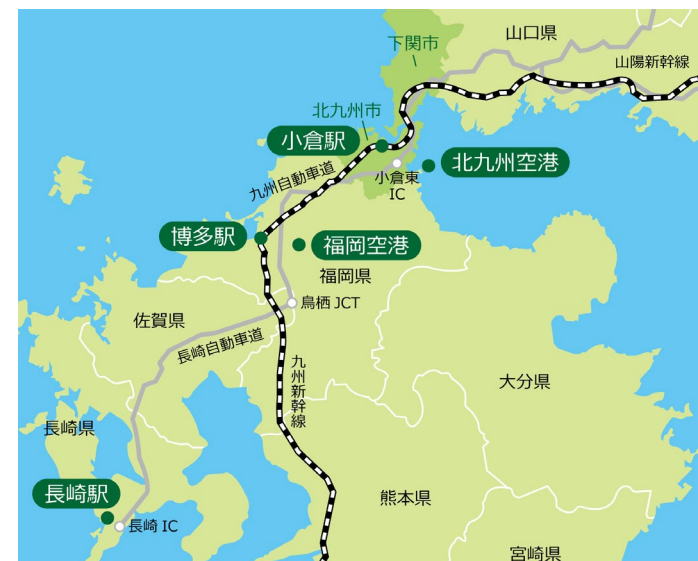 山口県
下関市
山陽新幹線
北九州市
小倉駅
北九州空港
九州自動車道
小倉東
IC
博多駅
福岡空港
福岡県
鳥栖 JCT
佐賀県
長崎自動車道
九州新幹線
大分県
長崎県
長崎駅
熊本県
長崎 IC
宮崎県